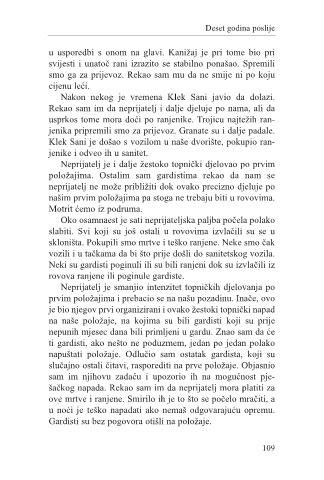 Deset godina poslije
u usporedbi s onom na glavi. Kanižaj je pri tome bio pri
svijesti i unatoč rani izrazito se stabilno ponašao. Spremili
smo ga za prijevoz. Rekao sam mu da ne smije ni po koju
cijenu leći.
Nakon nekog je vremena Klek Sani javio da dolazi.
Rekao sam im da neprijatelj i dalje djeluje po nama, ali da
usprkos tome mora doći po ranjenike. Trojicu najtežih ran-
jenika pripremili smo za prijevoz. Granate su i dalje padale.
Klek Sani je došao s vozilom u naše dvorište, pokupio ran-
jenike i odveo ih u sanitet.
Neprijatelj je i dalje žestoko topnički djelovao po prvim
položajima. Ostalim sam gardistima rekao da nam se
neprijatelj ne može približiti dok ovako precizno djeluje po
našim prvim položajima pa stoga ne trebaju biti u rovovima.
Motrit ćemo iz podruma.
Oko osamnaest je sati neprijateljska paljba počela polako
slabiti. Svi koji su još ostali u rovovima izvlačili su se u
skloništa. Pokupili smo mrtve i teško ranjene. Neke smo čak
vozili i u tačkama da bi što prije došli do sanitetskog vozila.
Neki su gardisti poginuli ili su bili ranjeni dok su izvlačili iz
rovova ranjene ili poginule gardiste.
Neprijatelj je smanjio intenzitet topničkih djelovanja po
prvim položajima i prebacio se na našu pozadinu. Inače, ovo
je bio njegov prvi organizirani i ovako žestoki topnički napad
na naše položaje, na kojima su bili gardisti koji su prije
nepunih mjesec dana bili primljeni u gardu. Znao sam da će
ti gardisti, ako nešto ne poduzmem, jedan po jedan polako
napuštati položaje. Odlučio sam ostatak gardista, koji su
slučajno ostali čitavi, rasporediti na prve položaje. Objasnio
sam im njihovu zadaću i upozorio ih na mogućnost pje-
šačkog napada. Rekao sam im da neprijatelj mora platiti za
ove mrtve i ranjene. Smirilo ih je to što se počelo mračiti, a
u noći je teško napadati ako nemaš odgovarajuću opremu.
Gardisti su bez pogovora otišli na položaje.
109